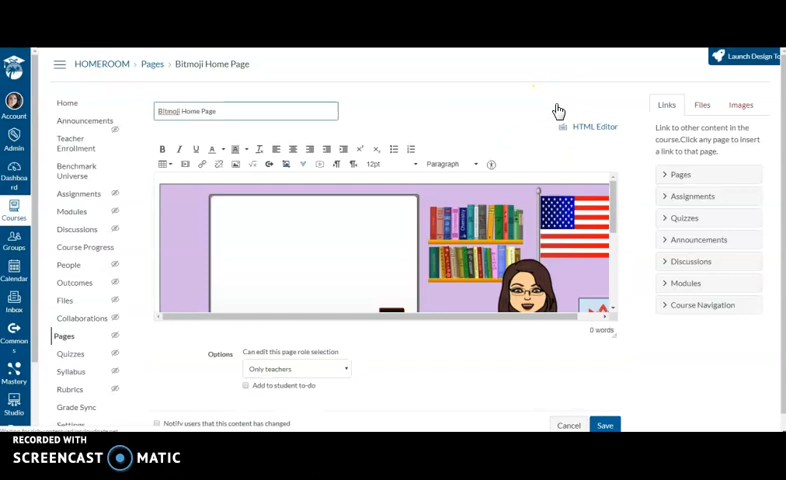 Launch Design To
HOMEROOM > Pages > Bitmoji Home Page
Account
Admin
Dashboa
rd
Courses
Groups
Calendar
Inbox
Common
s
Mastery
Studio
Home
Announcements
Teacher
Enrollment
Benchmark
Universe
Assignments
Modules
Discussions
Course Progress
People
Outcomes
Files
Collaborations
Pages
Quizzes
Syllabus
Rubrics
Grade Sync
Settings
Bitmoji Home Page
HTML Editor
B I U A A
12pt
Paragraph
0 words
Options
Can edit this page role selection
Only teachers
Add to student to-do
Notify users that this content has changed
Cancel
Save
Links
Files
Images
Link to other content in the
course.Click any page to insert
a link to that page.
Pages
Assignments
Quizzes
Announcements
Discussions
Modules
Course Navigation
RECORDED WITH
SCREENCAST MATIC